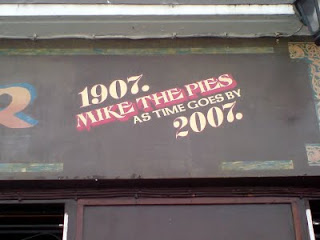 1907.
MIKE THE PIES
AS TIME GOES BY
2007.